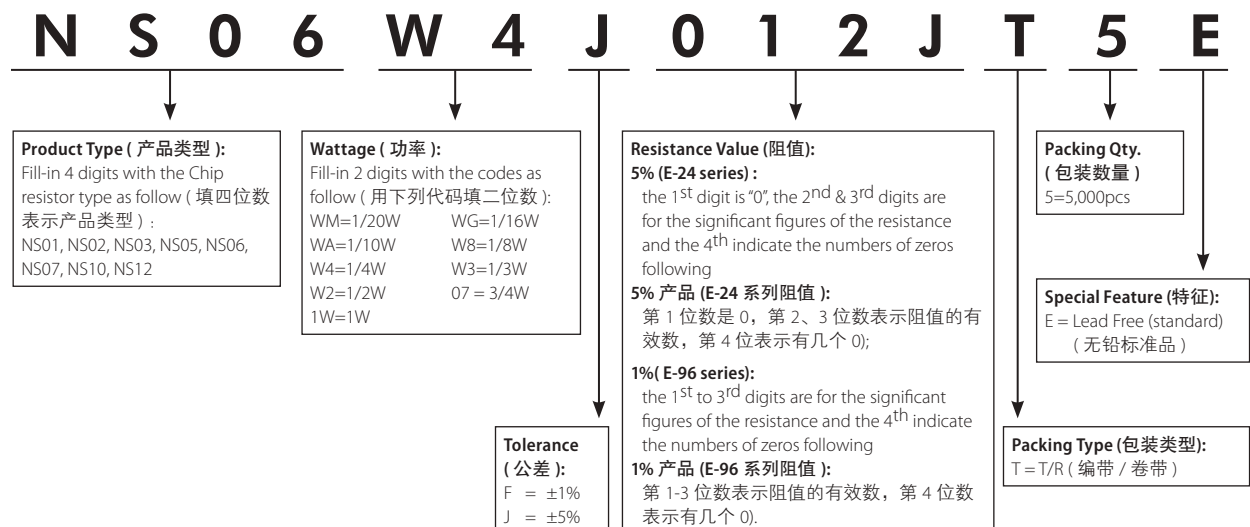 N S 0 6 W 4 J 0 1 2 J T 5 E
Product Type ( 产品类型 ):
Fill-in 4 digits with the Chip
resistor type as follow ( 填四位数
表示产品类型 ) :
NS01, NS02, NS03, NS05, NS06,
NS07, NS10, NS12
Wattage ( 功率 ):
Fill-in 2 digits with the codes as
follow ( 用下列代码填二位数 ):
WM=1/20W WG=1/16W
WA=1/10W W8=1/8W
W4=1/4W W3=1/3W
W2=1/2W 07 = 3/4W
1W=1W
Tolerance
( 公差 ):
F = ±1%
J = ±5%
Resistance Value (阻值):
5% (E-24 series) :
the 1st digit is “0”, the 2nd & 3rd digits are
for the significant figures of the resistance
and the 4th indicate the numbers of zeros
following
5% 产品 (E-24 系列阻值 ):
第 1 位数是 0，第 2、3 位数表示阻值的有
效数，第 4 位表示有几个 0);
1%( E-96 series):
the 1st to 3rd digits are for the significant
figures of the resistance and the 4th indicate
the numbers of zeros following
1% 产品 (E-96 系列阻值 ):
第 1-3 位数表示阻值的有效数，第 4 位数
表示有几个 0).
Packing Type (包装类型):
T = T/R ( 编带 / 卷带 )
Packing Qty.
( 包装数量 )
5=5,000pcs
Special Feature (特征):
E = Lead Free (standard)
( 无铅标准品 )